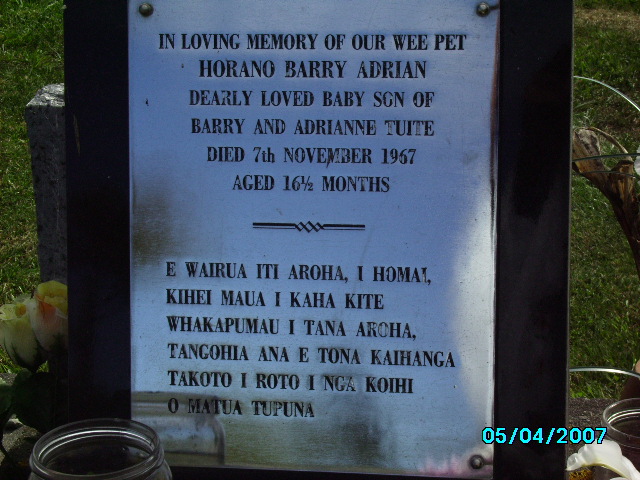 IN LOVING MEMORY OF OUR WEE PET
HORANO BARRY ADRIAN
DEARLY LOVED BABY SON OF
BARRY AND ADRIANNE TUITE
DIED 7th NOVEMBER 1967
AGED 16½ MONTHS
E WAIRUA ITI AROHA, I HOMAI,
KIHEI MAUA I KAHA KITE
WHAKAPUMAU I TANA AROHA,
TANGOHIA ANA E TONA KAIHANGA
TAKOTO I ROTO I NGA KOIHI
O MATUA TUPUNA
05/04/2007